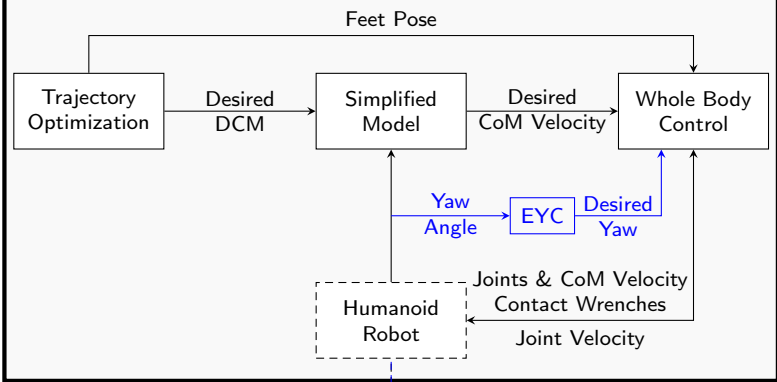 Feet Pose
Trajectory
Optimization
Desired
DCM
Simplified
Model
Desired
CoM Velocity
Whole Body
Control
Yaw
Angle
EYC
Desired
Yaw
Joints & CoM Velocity
Contact Wrenches
Joint Velocity
Humanoid
Robot